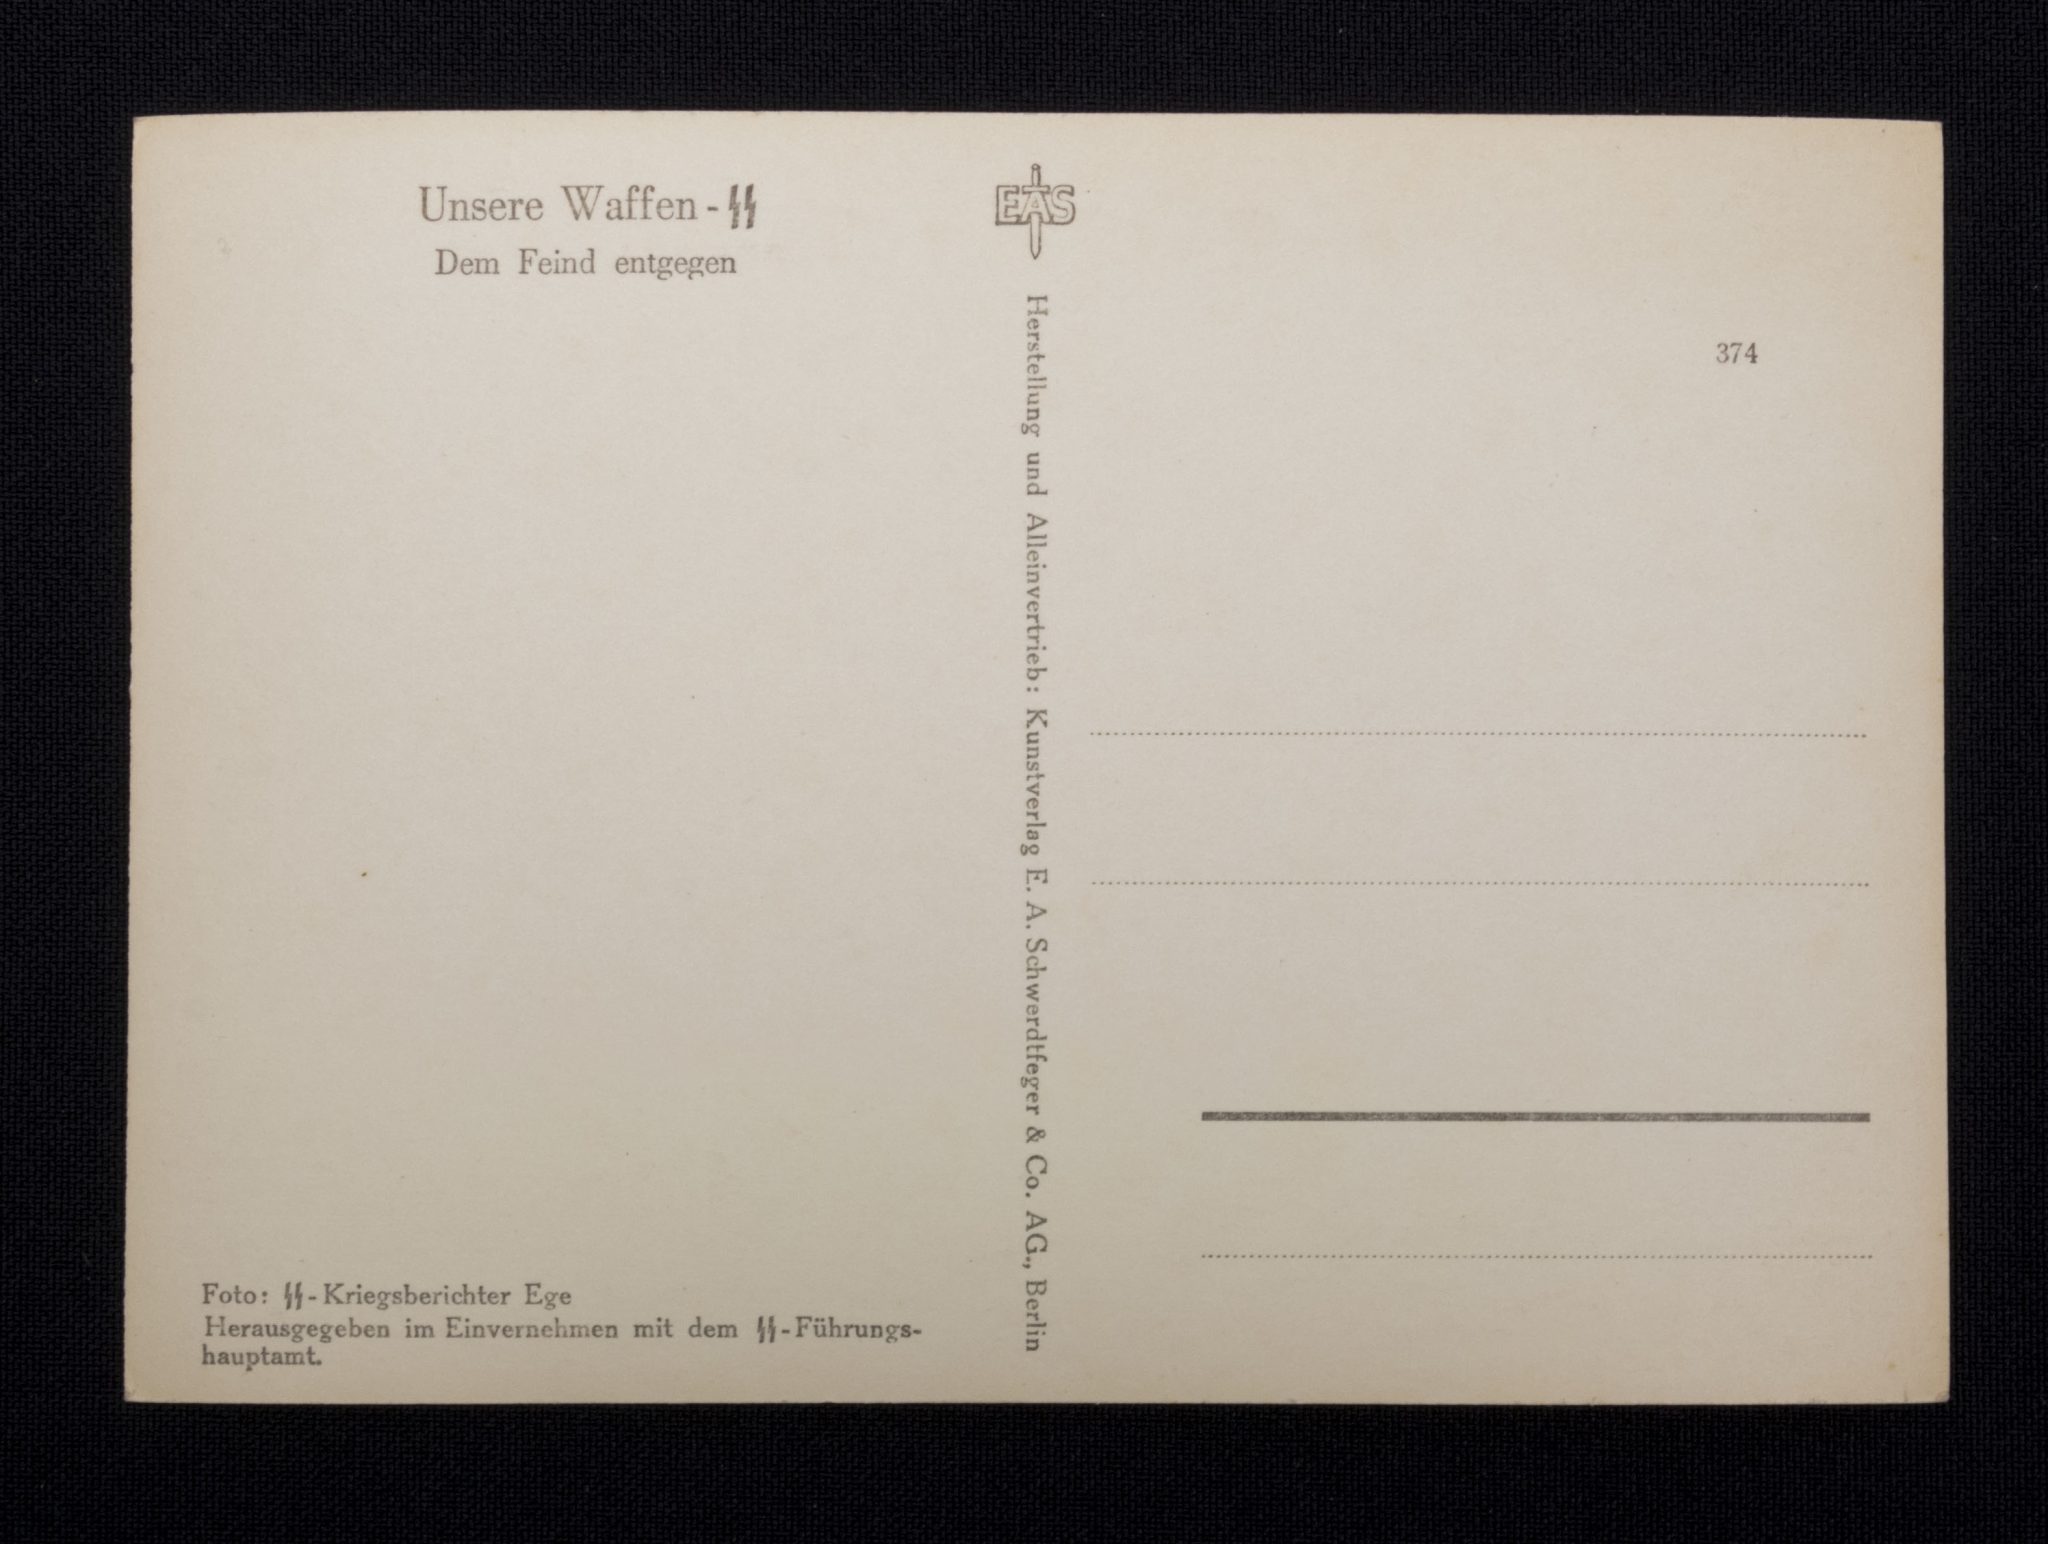 Unsere Waffen-ᛋᛋ
Dem Feind entgegen
Foto: ᛋᛋ-Kriegsberichter Ege
Herausgegeben im Einvernehmen mit dem ᛋᛋ-Führungs-
hauptamt.
EAS
Herstellung und Alleinvertrieb: Kunstverlag E. A. Schwerdtfeger & Co. AG., Berlin
374